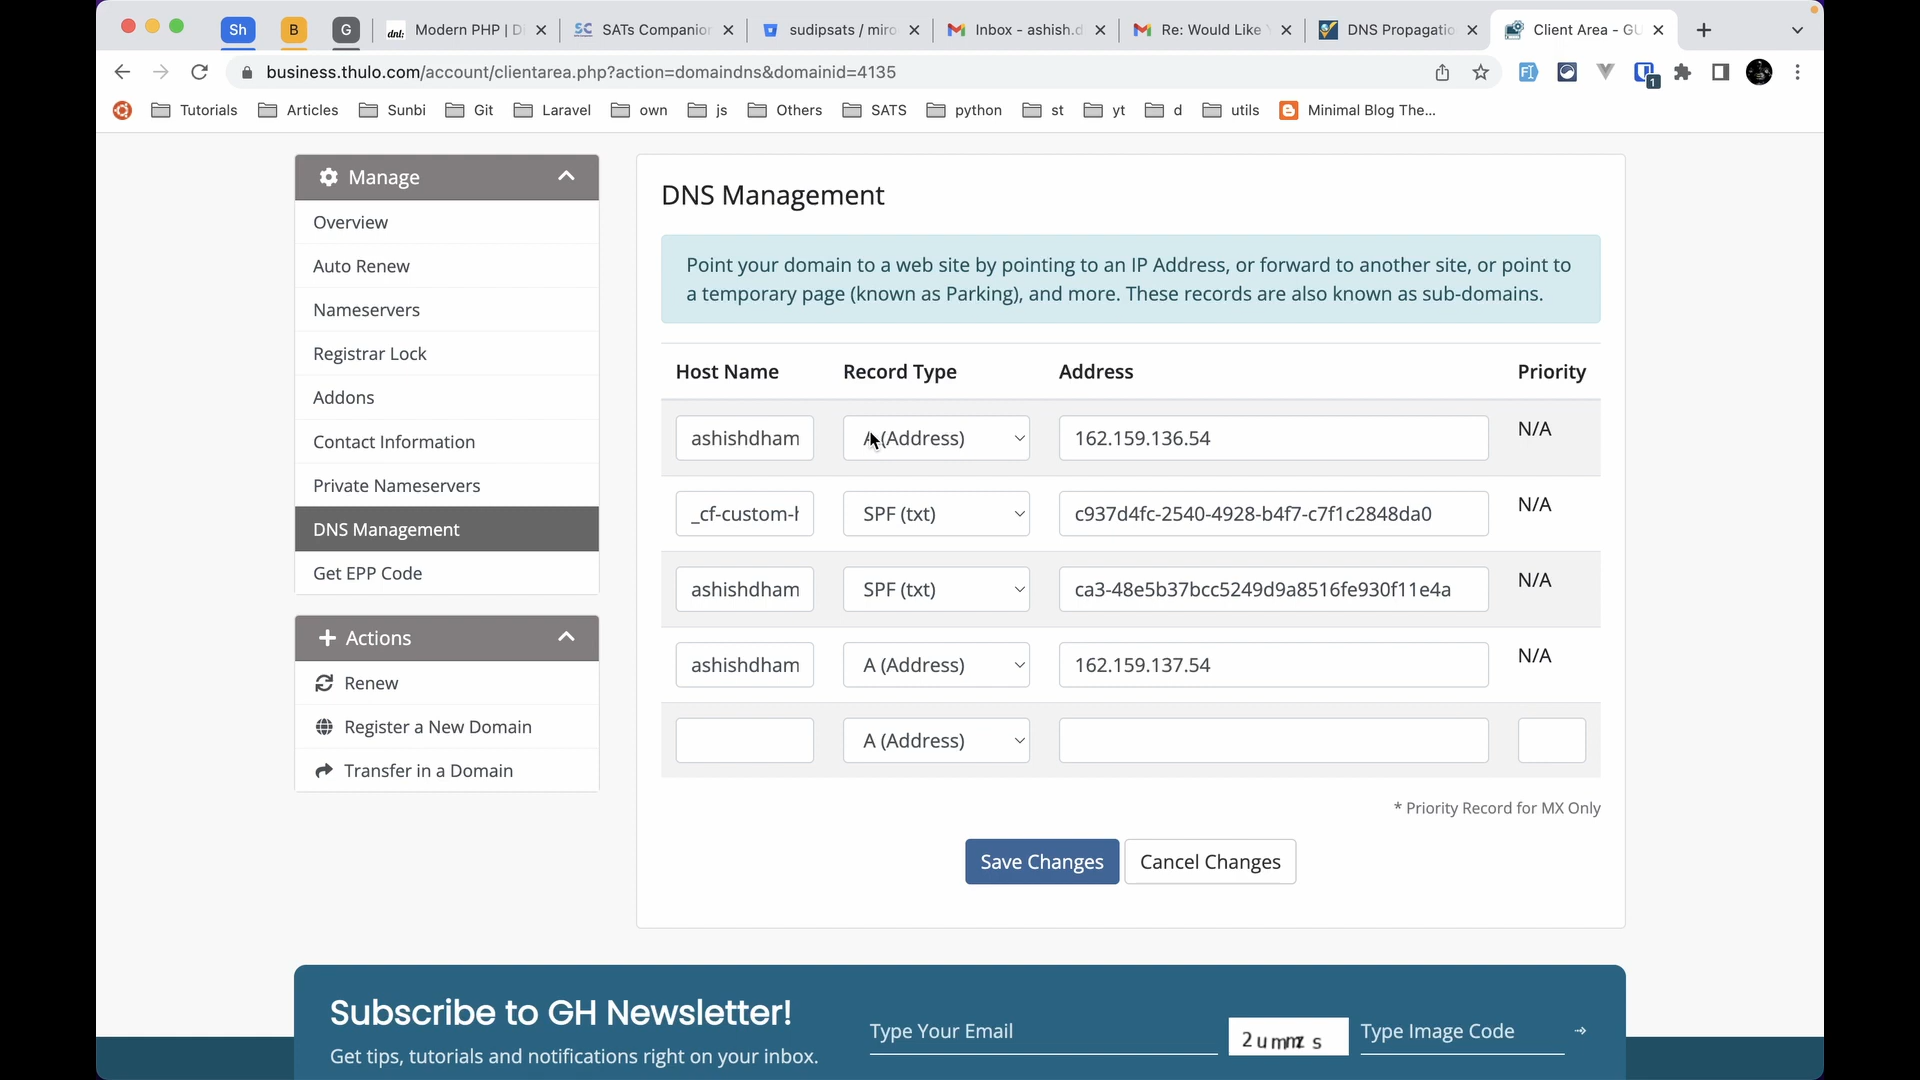 Sh
B
G
dnl: Modern PHP | D
SC SATs Companion
sudipsats / miro
Inbox - ashish.d
Re: Would Like
DNS Propagatio
Client Area - GU
business.thulo.com/account/clientarea.php?action=domaindns&domainid=4135
1
Tutorials
Articles
Sunbi
Git
Laravel
own
js
Others
SATS
python
st
yt
d
utils
Minimal Blog The...
Manage
Overview
Auto Renew
Nameservers
Registrar Lock
Addons
Contact Information
Private Nameservers
DNS Management
Get EPP Code
Actions
Renew
Register a New Domain
Transfer in a Domain
DNS Management
Point your domain to a web site by pointing to an IP Address, or forward to another site, or point to
a temporary page (known as Parking), and more. These records are also known as sub-domains.
Host Name Record Type Address Priority
ashishdham A (Address) 162.159.136.54 N/A
_cf-custom-h SPF (txt) c937d4fc-2540-4928-b4f7-c7f1c2848da0 N/A
ashishdham SPF (txt) ca3-48e5b37bcc5249d9a8516fe930f11e4a N/A
ashishdham A (Address) 162.159.137.54 N/A
A (Address)
* Priority Record for MX Only
Save Changes Cancel Changes
Subscribe to GH Newsletter!
Get tips, tutorials and notifications right on your inbox.
Type Your Email
Type Image Code